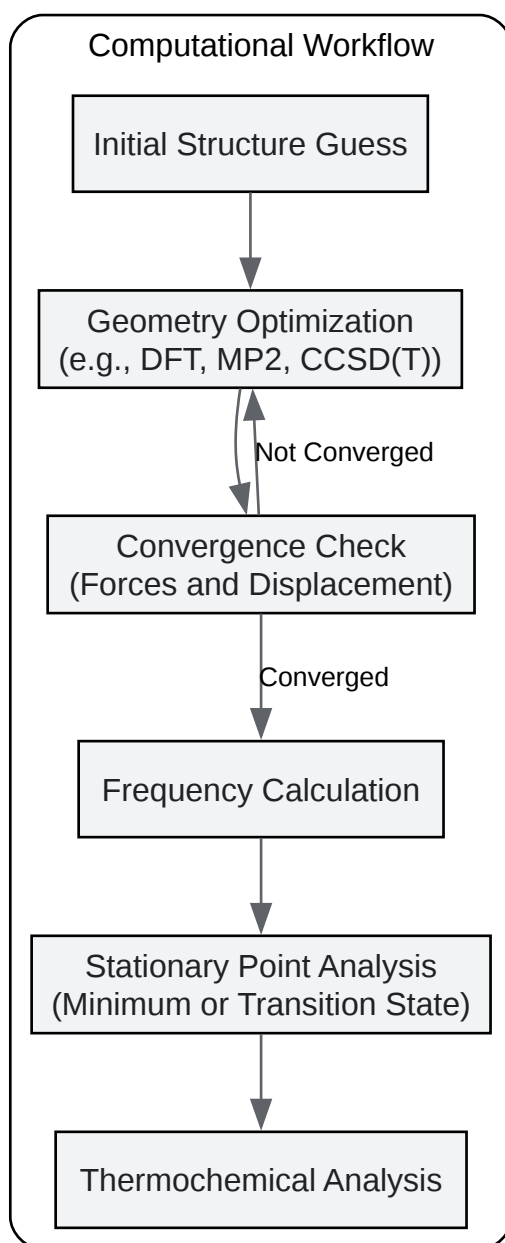 Computational Workflow
Initial Structure Guess
Geometry Optimization
(e.g., DFT, MP2, CCSD(T))
Not Converged
Convergence Check
(Forces and Displacement)
Converged
Frequency Calculation
Stationary Point Analysis
(Minimum or Transition State)
Thermochemical Analysis